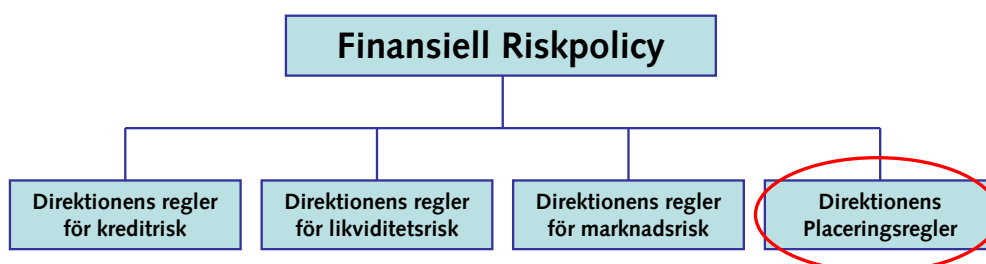 Finansiell Riskpolicy
Direktionens regler
för kreditrisk
Direktionens regler
för likviditetsrisk
Direktionens regler
för marknadsrisk
Direktionens
Placeringsregler